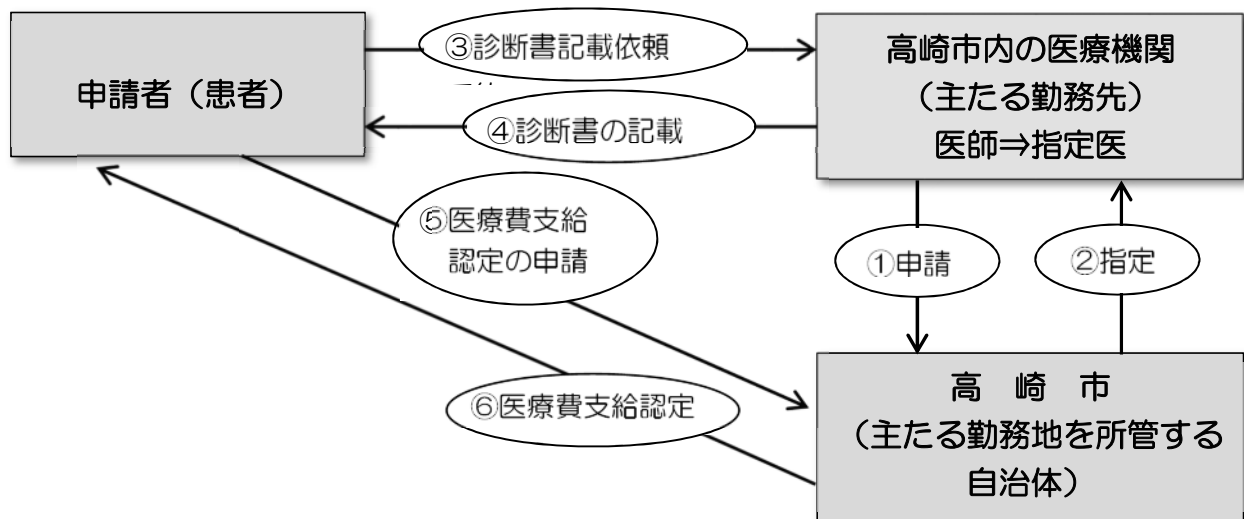 申請者（患者）
③診断書記載依頼
④診断書の記載
高崎市内の医療機関
（主たる勤務先）
医師⇒指定医
⑤医療費支給
認定の申請
①申請
②指定
⑥医療費支給認定
高　崎　市
（主たる勤務地を所管する
自治体）